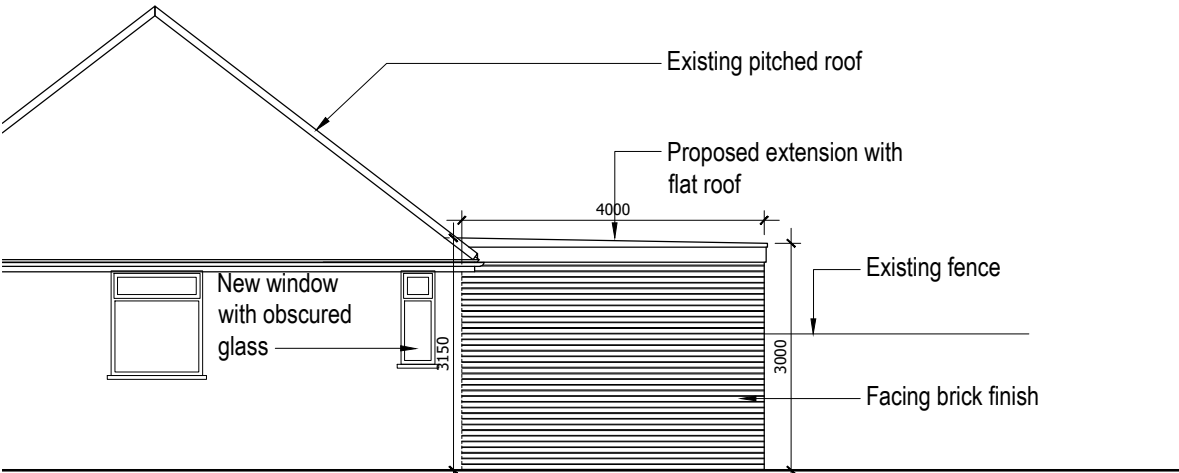 Existing pitched roof
Proposed extension with
flat roof
4000
Existing fence
New window
with obscured
glass
3150
3000
Facing brick finish